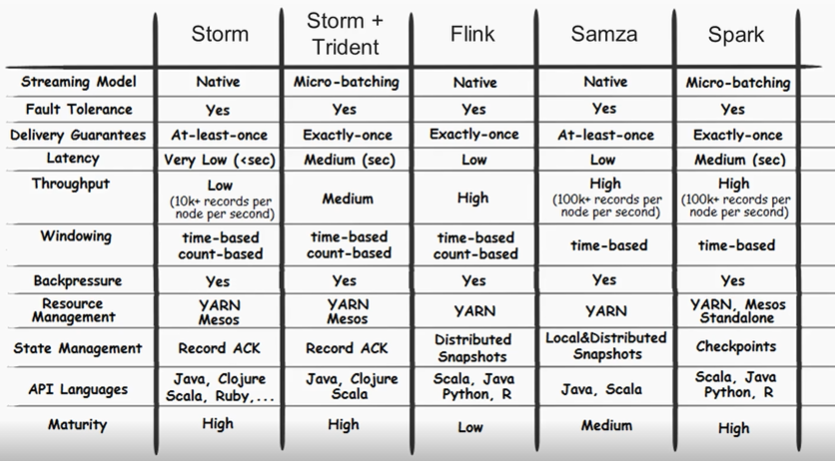 Storm
Storm +
Trident
Flink
Samza
Spark
Streaming Model Native Micro-batching Native Native Micro-batching
Fault Tolerance Yes Yes Yes Yes Yes
Delivery Guarantees At-least-once Exactly-once Exactly-once At-least-once Exactly-once
Latency Very Low (<sec) Medium (sec) Low Low Medium (sec)
Throughput
Low
(10k+ records per
node per second)
Medium
High
High
(100k+ records per
node per second)
High
(100k+ records per
node per second)
Windowing
time-based
count-based
time-based
count-based
time-based
count-based
time-based
time-based
Backpressure Yes Yes Yes Yes Yes
Resource
Management
YARN
Mesos
YARN
Mesos
YARN
YARN
YARN, Mesos
Standalone
State Management
Record ACK
Record ACK
Distributed
Snapshots
Local&Distributed
Snapshots
Checkpoints
API Languages
Java, Clojure
Scala, Ruby,...
Java, Clojure
Scala
Scala, Java
Python, R
Java, Scala
Scala, Java
Python, R
Maturity High High Low Medium High